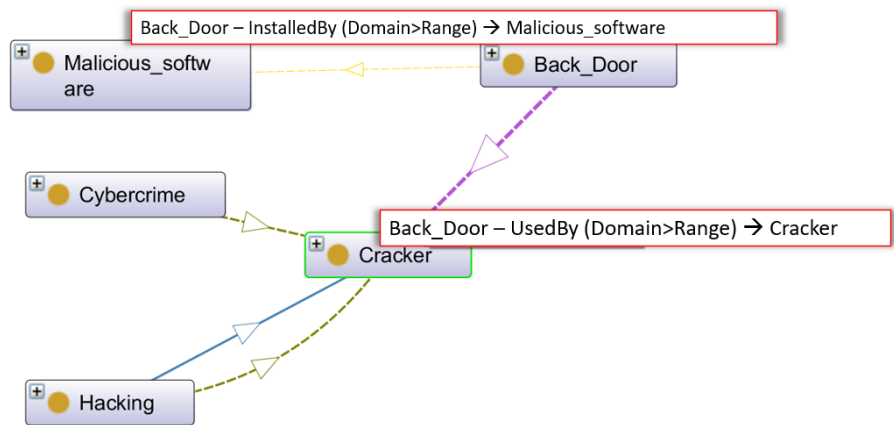 Back_Door – InstalledBy (Domain>Range) → Malicious_software
Malicious_softw
are
Back_Door
Cybercrime
Back_Door – UsedBy (Domain>Range) → Cracker
Cracker
Hacking